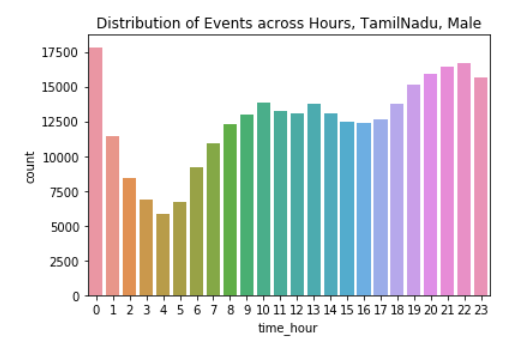 Distribution of Events across Hours, TamilNadu, Male
17500
15000
12500
10000
7500
5000
2500
0
count
0 1 2 3 4 5 6 7 8 9 10 11 12 13 14 15 16 17 18 19 20 21 22 23
time_hour